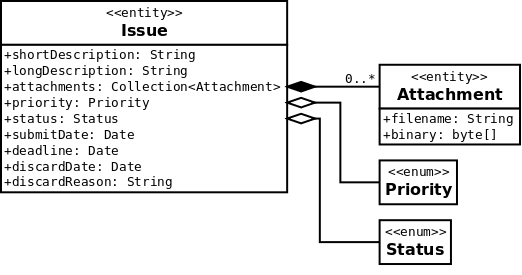 <<entity>>
Issue
+shortDescription: String
+longDescription: String
+attachments: Collection<Attachment>
+priority: Priority
+status: Status
+submitDate: Date
+deadline: Date
+discardDate: Date
+discardReason: String
0..*
<<entity>>
Attachment
+filename: String
+binary: byte[]
<<enum>>
Priority
<<enum>>
Status